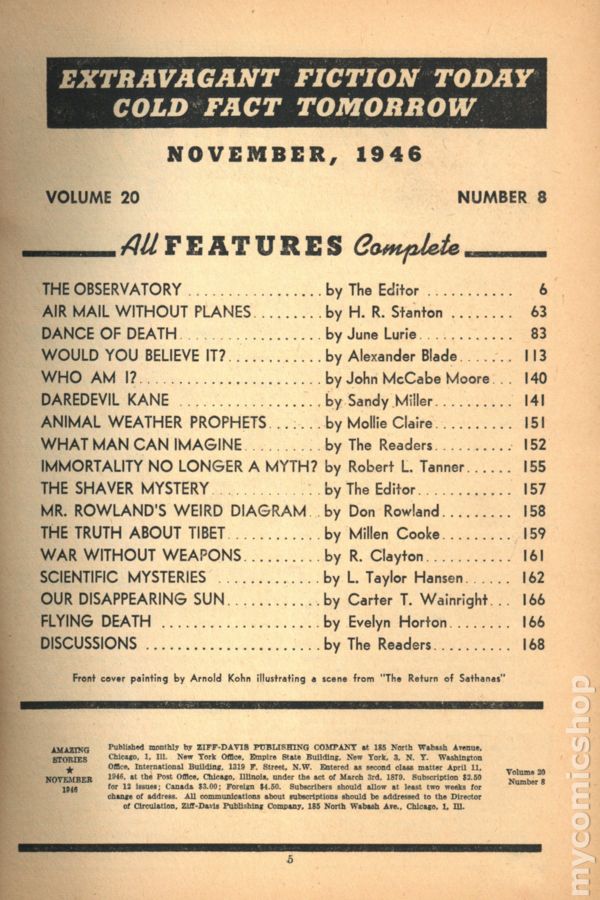 EXTRAVAGANT FICTION TODAY
COLD FACT TOMORROW
NOVEMBER, 1946
VOLUME 20 NUMBER 8
All FEATURES Complete
THE OBSERVATORY ................. by The Editor ........... 6
AIR MAIL WITHOUT PLANES......... by H. R. Stanton ......... 63
DANCE OF DEATH.................. by June Lurie............ 83
WOULD YOU BELIEVE IT?............ by Alexander Blade....... 113
WHO AM I?....................... by John McCabe Moore... 140
DAREDEVIL KANE .................. by Sandy Miller.......... 141
ANIMAL WEATHER PROPHETS....... by Mollie Claire.......... 151
WHAT MAN CAN IMAGINE.......... by The Readers.......... 152
IMMORTALITY NO LONGER A MYTH? by Robert L. Tanner...... 155
THE SHAVER MYSTERY.............. by The Editor........... 157
MR. ROWLAND'S WEIRD DIAGRAM.. by Don Rowland......... 158
THE TRUTH ABOUT TIBET............ by Millen Cooke......... 159
WAR WITHOUT WEAPONS.......... by R. Clayton............ 161
SCIENTIFIC MYSTERIES ............. by L. Taylor Hansen...... 162
OUR DISAPPEARING SUN............ by Carter T. Wainright... 166
FLYING DEATH .................... by Evelyn Horton........ 166
DISCUSSIONS ...................... by The Readers.......... 168
Front cover painting by Arnold Kohn illustrating a scene from "The Return of Sathanas"
AMAZING
STORIES
★
NOVEMBER
1946
Published monthly by ZIFF-DAVIS PUBLISHING COMPANY at 185 North Wabash Avenue,
Chicago, 1, Ill. New York Office, Empire State Building, New York, 3, N. Y. Washington
Office, International Building, 1319 F. Street, N.W. Entered as second class matter April 11,
1946, at the Post Office, Chicago, Illinois, under the act of March 3rd, 1879. Subscription $2.50
for 12 issues; Canada $3.00; Foreign $4.50. Subscribers should allow at least two weeks for
change of address. All communications about subscriptions should be addressed to the Director
of Circulation, Ziff-Davis Publishing Company, 185 North Wabash Ave., Chicago, 1, Ill.
Volume 20
Number 8
5
mycomicshop